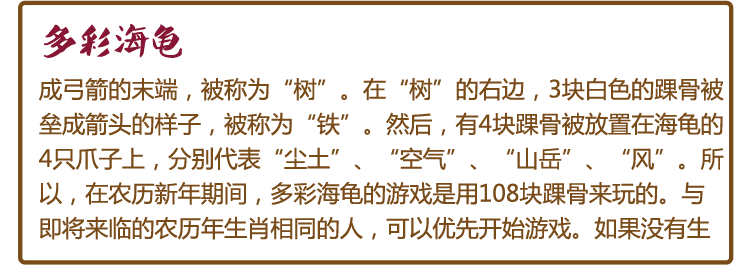 多彩海龟
成弓箭的末端，被称为“树”。在“树”的右边，3块白色的踝骨被
垒成箭头的样子，被称为“铁”。然后，有4块踝骨被放置在海龟的
4只爪子上，分别代表“尘土”、“空气”、“山岳”、“风”。所
以，在农历新年期间，多彩海龟的游戏是用108块踝骨来玩的。与
即将来临的农历年生肖相同的人，可以优先开始游戏。如果没有生